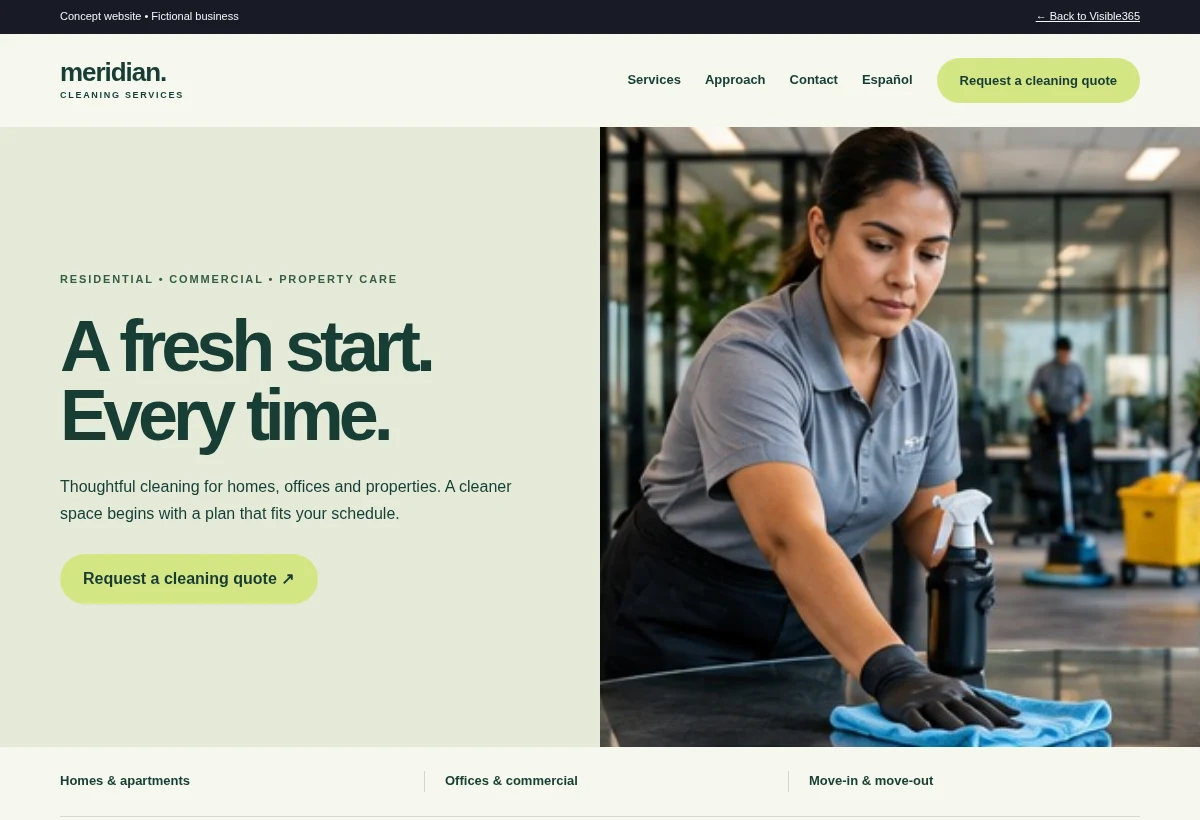 Concept website • Fictional business
← Back to Visible365
meridian.
CLEANING SERVICES
Services
Approach
Contact
Español
Request a cleaning quote
RESIDENTIAL • COMMERCIAL • PROPERTY CARE
A fresh start.
Every time.
Thoughtful cleaning for homes, offices and properties. A cleaner
space begins with a plan that fits your schedule.
Request a cleaning quote ↗
Homes & apartments
Offices & commercial
Move-in & move-out